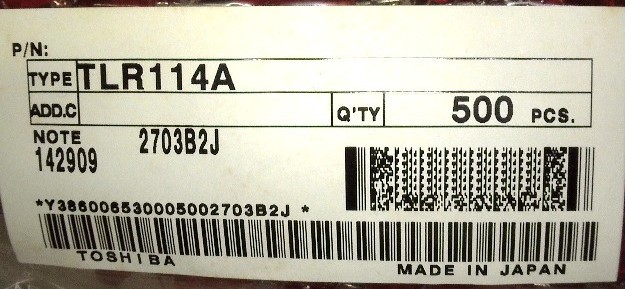 P/N:
TYPE TLR114A
ADD.C Q'TY 500 PCS.
NOTE 2703B2J
142909
*Y366006530005002703B2J *
TOSHIBA
MADE IN JAPAN